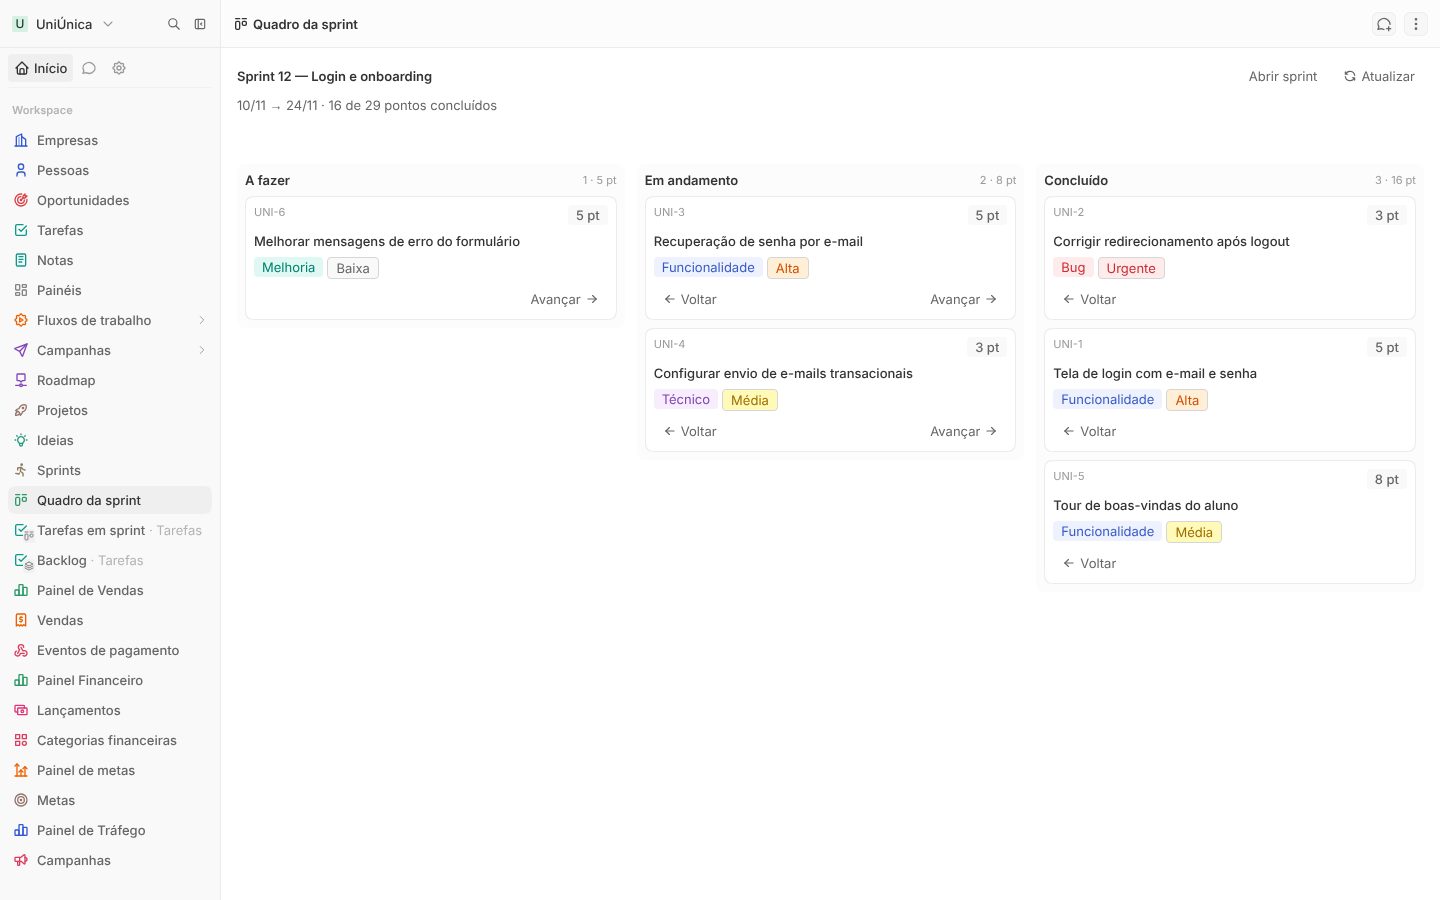 U UniÚnica
Início
Workspace
Empresas
Pessoas
Oportunidades
Tarefas
Notas
Painéis
Fluxos de trabalho
Campanhas
Roadmap
Projetos
Ideias
Sprints
Quadro da sprint
Tarefas em sprint · Tarefas
Backlog · Tarefas
Painel de Vendas
Vendas
Eventos de pagamento
Painel Financeiro
Lançamentos
Categorias financeiras
Painel de metas
Metas
Painel de Tráfego
Campanhas
Quadro da sprint
Sprint 12 — Login e onboarding
Abrir sprint
Atualizar
10/11 → 24/11 · 16 de 29 pontos concluídos
A fazer 1 · 5 pt
UNI-6 5 pt
Melhorar mensagens de erro do formulário
Melhoria Baixa
Avançar →
Em andamento 2 · 8 pt
UNI-3 5 pt
Recuperação de senha por e-mail
Funcionalidade Alta
← Voltar Avançar →
UNI-4 3 pt
Configurar envio de e-mails transacionais
Técnico Média
← Voltar Avançar →
Concluído 3 · 16 pt
UNI-2 3 pt
Corrigir redirecionamento após logout
Bug Urgente
← Voltar
UNI-1 5 pt
Tela de login com e-mail e senha
Funcionalidade Alta
← Voltar
UNI-5 8 pt
Tour de boas-vindas do aluno
Funcionalidade Média
← Voltar